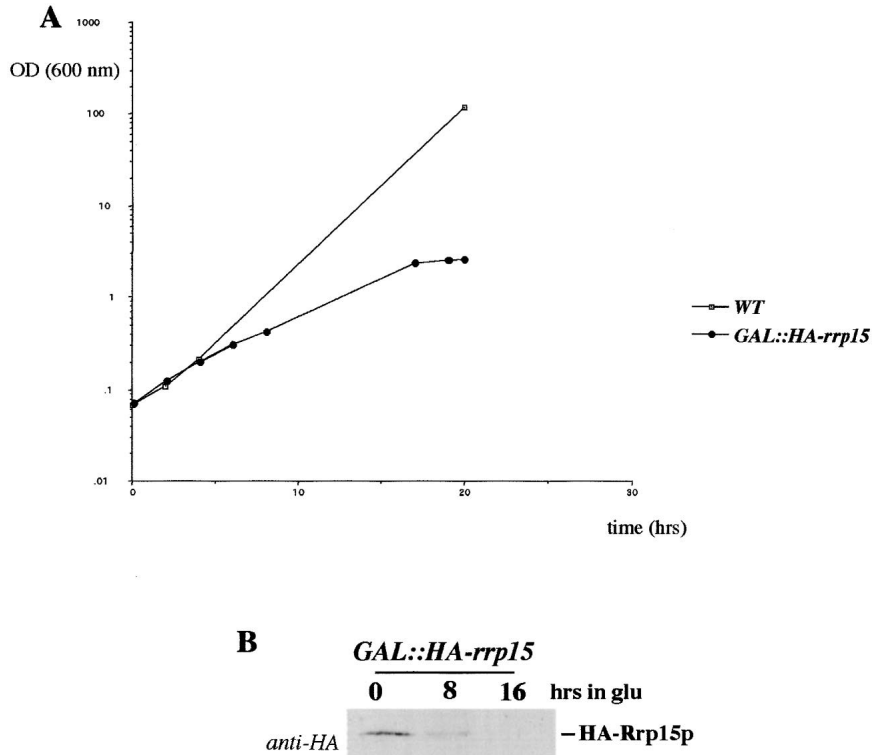 A
OD (600 nm)
1000
100
10
1
.1
.01
0 10 20 30
time (hrs)
WT
GAL::HA-rrp15
B
GAL::HA-rrp15
0 8 16 hrs in glu
anti-HA –HA-Rrp15p